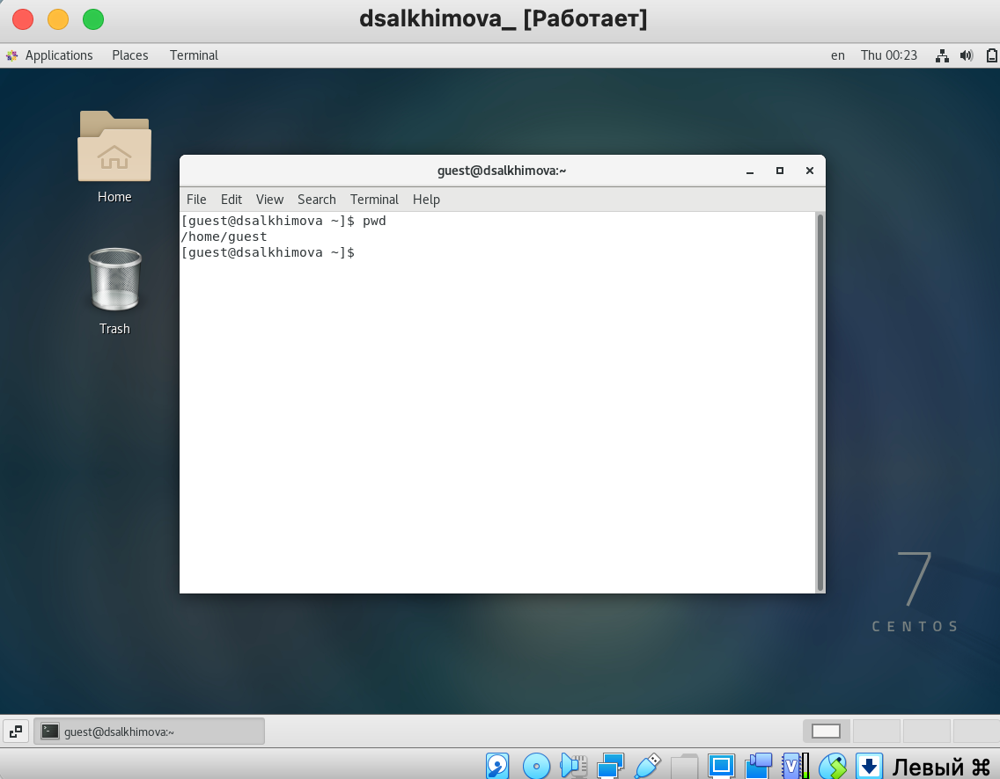 dsalkhimova_ [Работает]
Applications Places Terminal en Thu 00:23
Home
Trash
guest@dsalkhimova:~
File Edit View Search Terminal Help
[guest@dsalkhimova ~]$ pwd
/home/guest
[guest@dsalkhimova ~]$
7
CENTOS
guest@dsalkhimova:~
V
Левый ⌘